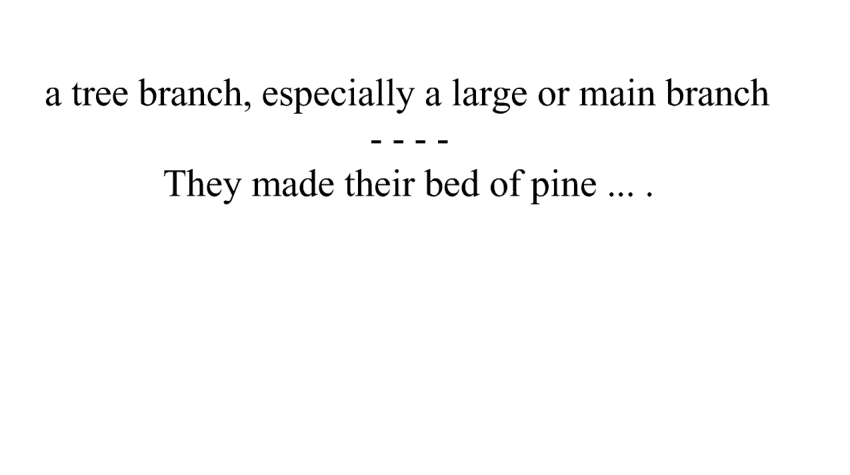 a tree branch, especially a large or main branch
- - - -
They made their bed of pine ... .